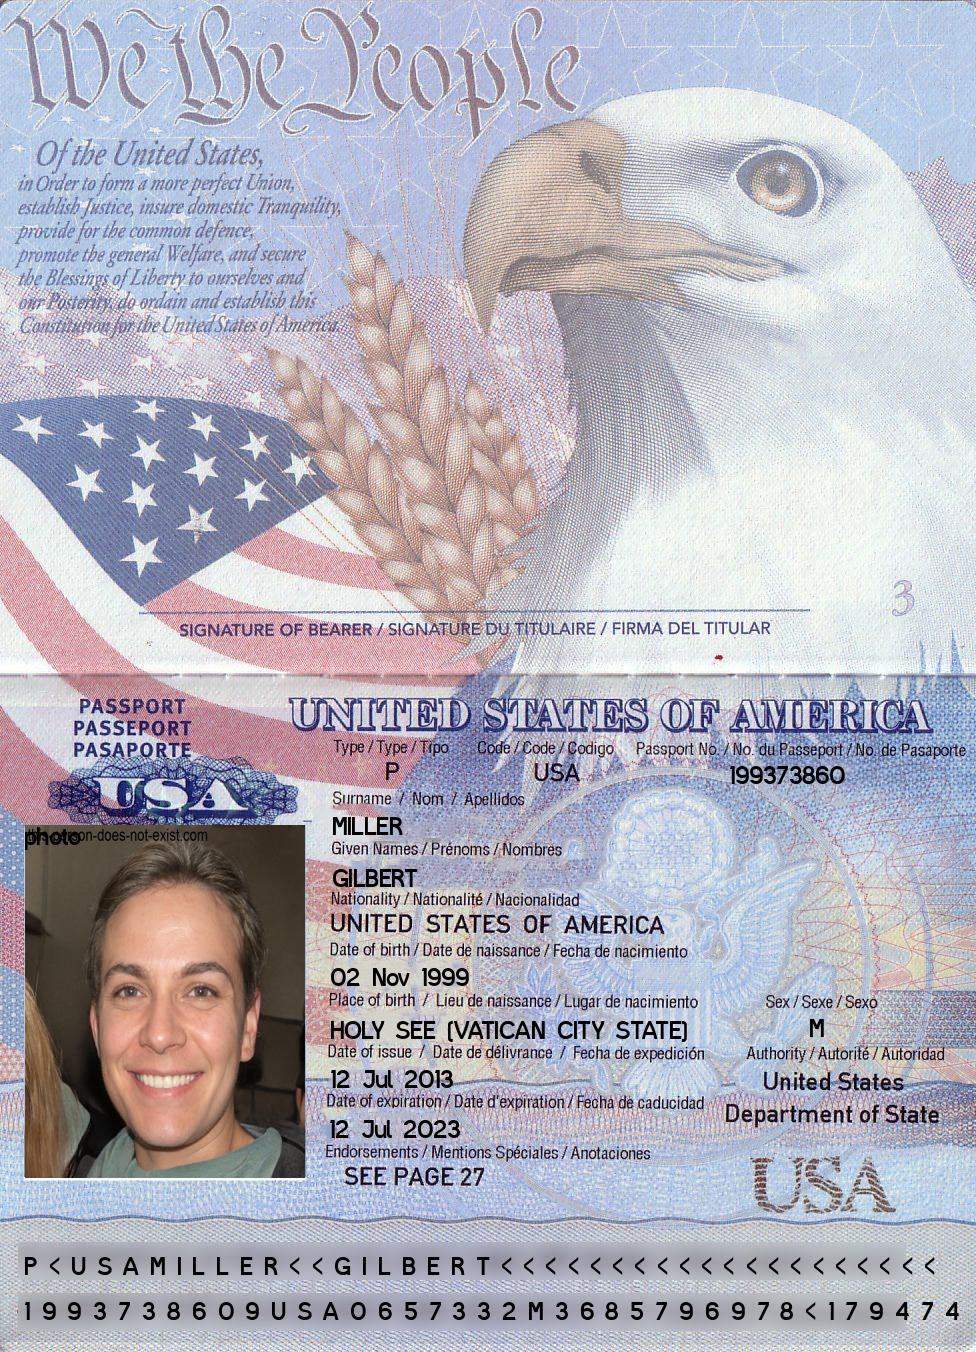 We the People
Of the United States,
in Order to form a more perfect Union,
establish Justice, insure domestic Tranquility,
provide for the common defence,
promote the general Welfare, and secure
the Blessings of Liberty to ourselves and
our Posterity, do ordain and establish this
Constitution for the United States of America.
3
SIGNATURE OF BEARER / SIGNATURE DU TITULAIRE / FIRMA DEL TITULAR
PASSPORT
PASSEPORT
PASAPORTE
UNITED STATES OF AMERICA
USA
Type / Type / Tipo Code / Code / Codigo Passport No. / No. du Passeport / No. de Pasaporte
P USA 199373860
Surname / Nom / Apellidos
MILLER
Given Names / Prénoms / Nombres
GILBERT
Nationality / Nationalité / Nacionalidad
UNITED STATES OF AMERICA
Date of birth / Date de naissance / Fecha de nacimiento
02 Nov 1999
Place of birth / Lieu de naissance / Lugar de nacimiento Sex / Sexe / Sexo
HOLY SEE (VATICAN CITY STATE) M
Date of issue / Date de délivrance / Fecha de expedición Authority / Autorité / Autoridad
12 Jul 2013 United States
Date of expiration / Date d'expiration / Fecha de caducidad Department of State
12 Jul 2023
Endorsements / Mentions Spéciales / Anotaciones
SEE PAGE 27
USA
photo
-person-does-not-exist.com
P<USAMILLER<<GILBERT<<<<<<<<<<<<<<<<<<<<
1993738609USA0657332M3685796978<179474